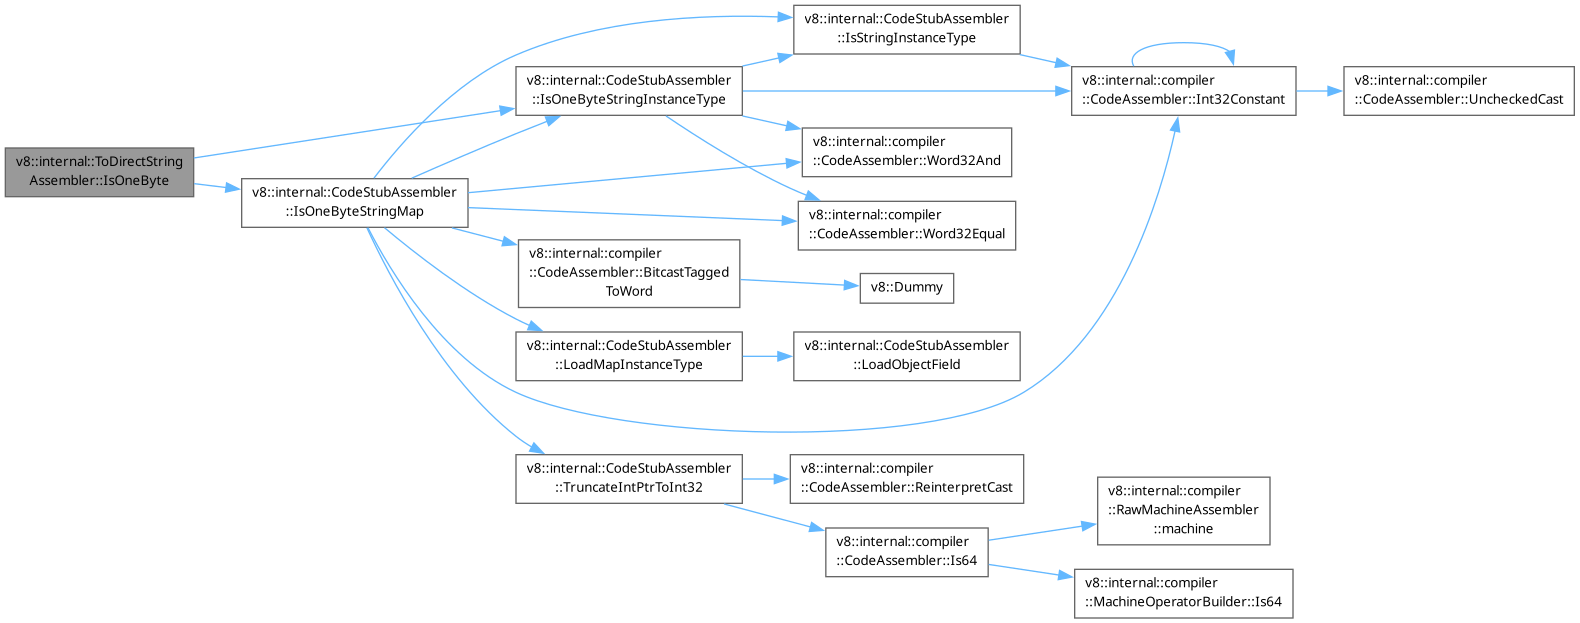 v8::internal::ToDirectString
Assembler::IsOneByte
v8::internal::CodeStubAssembler
::IsOneByteStringMap
v8::internal::CodeStubAssembler
::IsOneByteStringInstanceType
v8::internal::compiler
::CodeAssembler::BitcastTagged
ToWord
v8::internal::CodeStubAssembler
::LoadMapInstanceType
v8::internal::CodeStubAssembler
::TruncateIntPtrToInt32
v8::internal::CodeStubAssembler
::IsStringInstanceType
v8::internal::compiler
::CodeAssembler::Word32And
v8::internal::compiler
::CodeAssembler::Word32Equal
v8::Dummy
v8::internal::CodeStubAssembler
::LoadObjectField
v8::internal::compiler
::CodeAssembler::ReinterpretCast
v8::internal::compiler
::CodeAssembler::Is64
v8::internal::compiler
::CodeAssembler::Int32Constant
v8::internal::compiler
::RawMachineAssembler
::machine
v8::internal::compiler
::MachineOperatorBuilder::Is64
v8::internal::compiler
::CodeAssembler::UncheckedCast